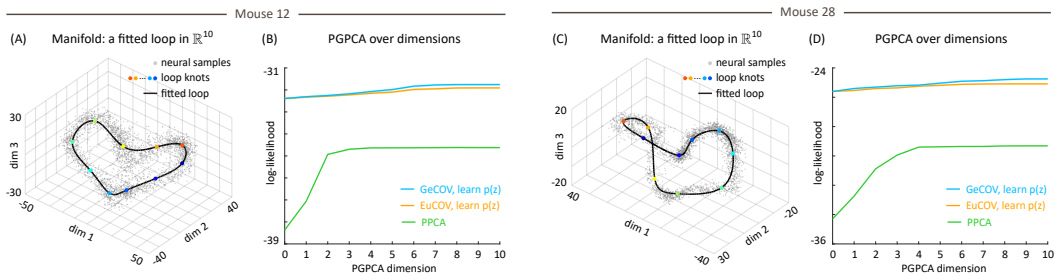 Mouse 12
Mouse 28
(A) Manifold: a fitted loop in ℝ¹⁰
neural samples
loop knots
fitted loop
30
dim 3
-30
-50
dim 1
50
-40
dim 2
40
(B) PGPCA over dimensions
-31
log-likelihood
-39
GeCOV, learn p(z)
EuCOV, learn p(z)
PPCA
0 1 2 3 4 5 6 7 8 9 10
PGPCA dimension
(C) Manifold: a fitted loop in ℝ¹⁰
neural samples
loop knots
fitted loop
20
dim 3
-20
-40
dim 1
30
-80
dim 2
-20
(D) PGPCA over dimensions
-24
log-likelihood
-36
GeCOV, learn p(z)
EuCOV, learn p(z)
PPCA
0 1 2 3 4 5 6 7 8 9 10
PGPCA dimension